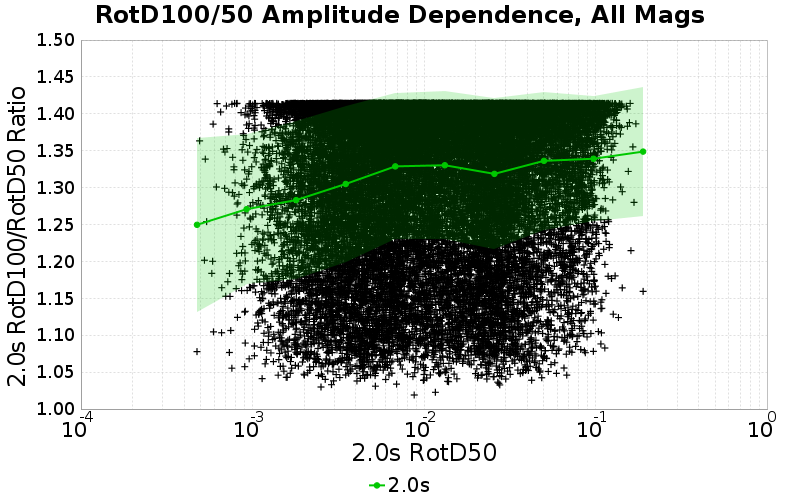 RotD100/50 Amplitude Dependence, All Mags
2.0s RotD100/RotD50 Ratio
1.50
1.45
1.40
1.35
1.30
1.25
1.20
1.15
1.10
1.05
1.00
10^-4 10^-3 10^-2 10^-1 10^0
2.0s RotD50
2.0s